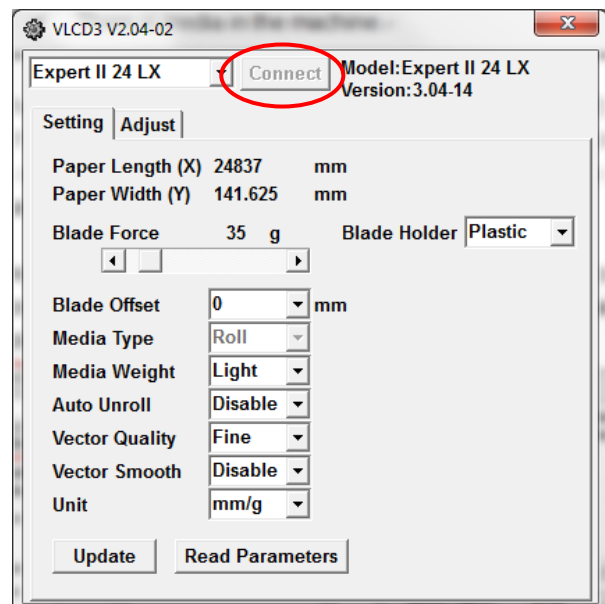 VLCD3 V2.04-02
Expert II 24 LX Connect Model:Expert II 24 LX
Version:3.04-14
Setting Adjust
Paper Length (X) 24837 mm
Paper Width (Y) 141.625 mm
Blade Force 35 g Blade Holder Plastic
Blade Offset 0 mm
Media Type Roll
Media Weight Light
Auto Unroll Disable
Vector Quality Fine
Vector Smooth Disable
Unit mm/g
Update Read Parameters